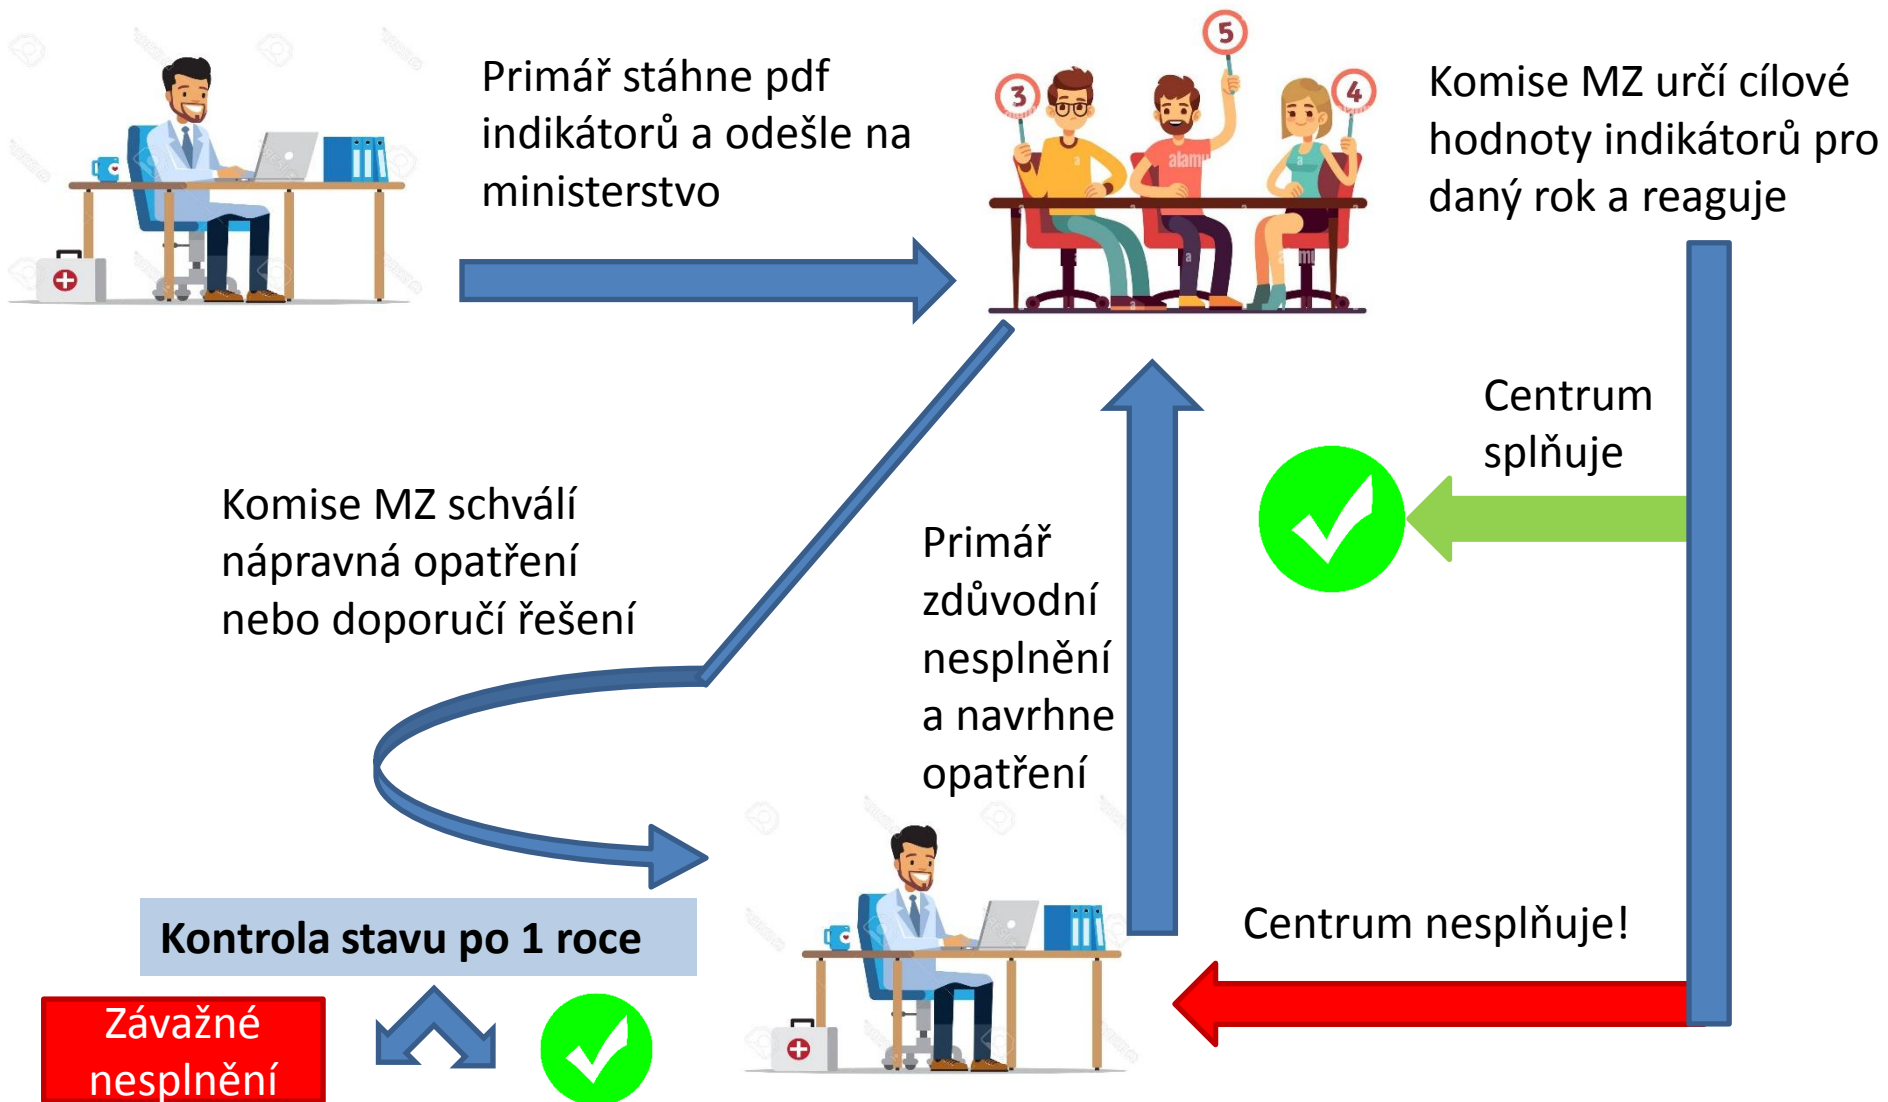 Primář stáhne pdf
indikátorů a odešle na
ministerstvo
3
5
4
alamy
a
a
a
a
a
Komise MZ určí cílové
hodnoty indikátorů pro
daný rok a reaguje
Centrum
splňuje
Komise MZ schválí
nápravná opatření
nebo doporučí řešení
Primář
zdůvodní
nesplnění
a navrhne
opatření
Centrum nesplňuje!
Kontrola stavu po 1 roce
Závažné
nesplnění